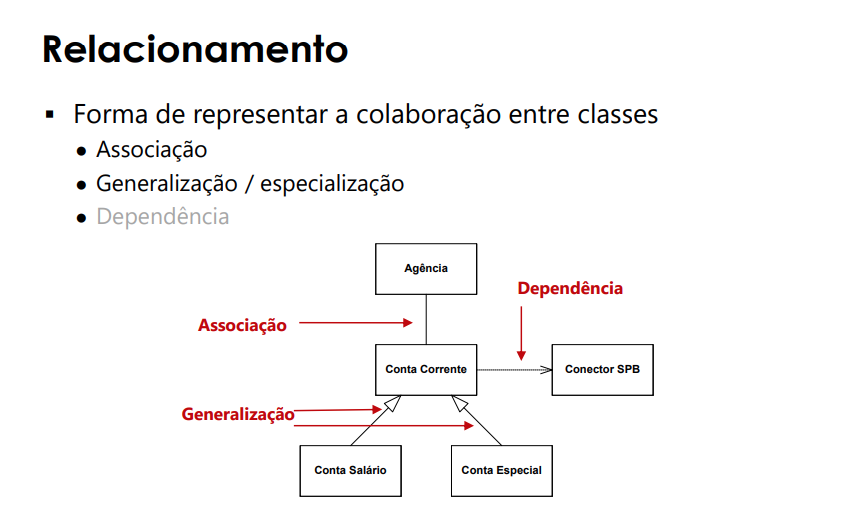 Relacionamento
▪ Forma de representar a colaboração entre classes
● Associação
● Generalização / especialização
● Dependência
Agência
Dependência
Associação
Conta Corrente
Conector SPB
Generalização
Conta Salário
Conta Especial